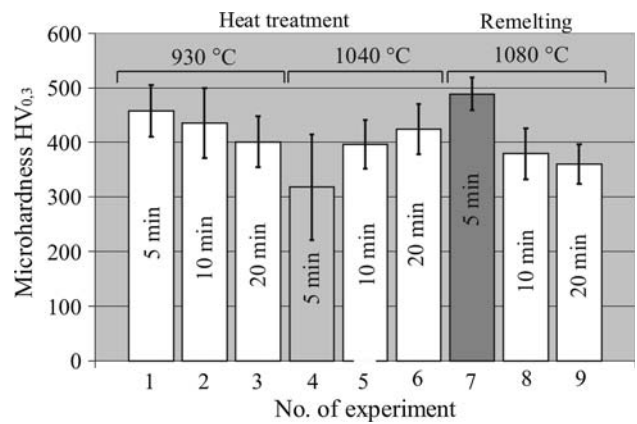 Heat treatment Remelting
930 °C 1040 °C 1080 °C
Microhardness HV0,3
600
500
400
300
200
100
0
5 min
10 min
20 min
5 min
10 min
20 min
5 min
10 min
20 min
1 2 3 4 5 6 7 8 9
No. of experiment